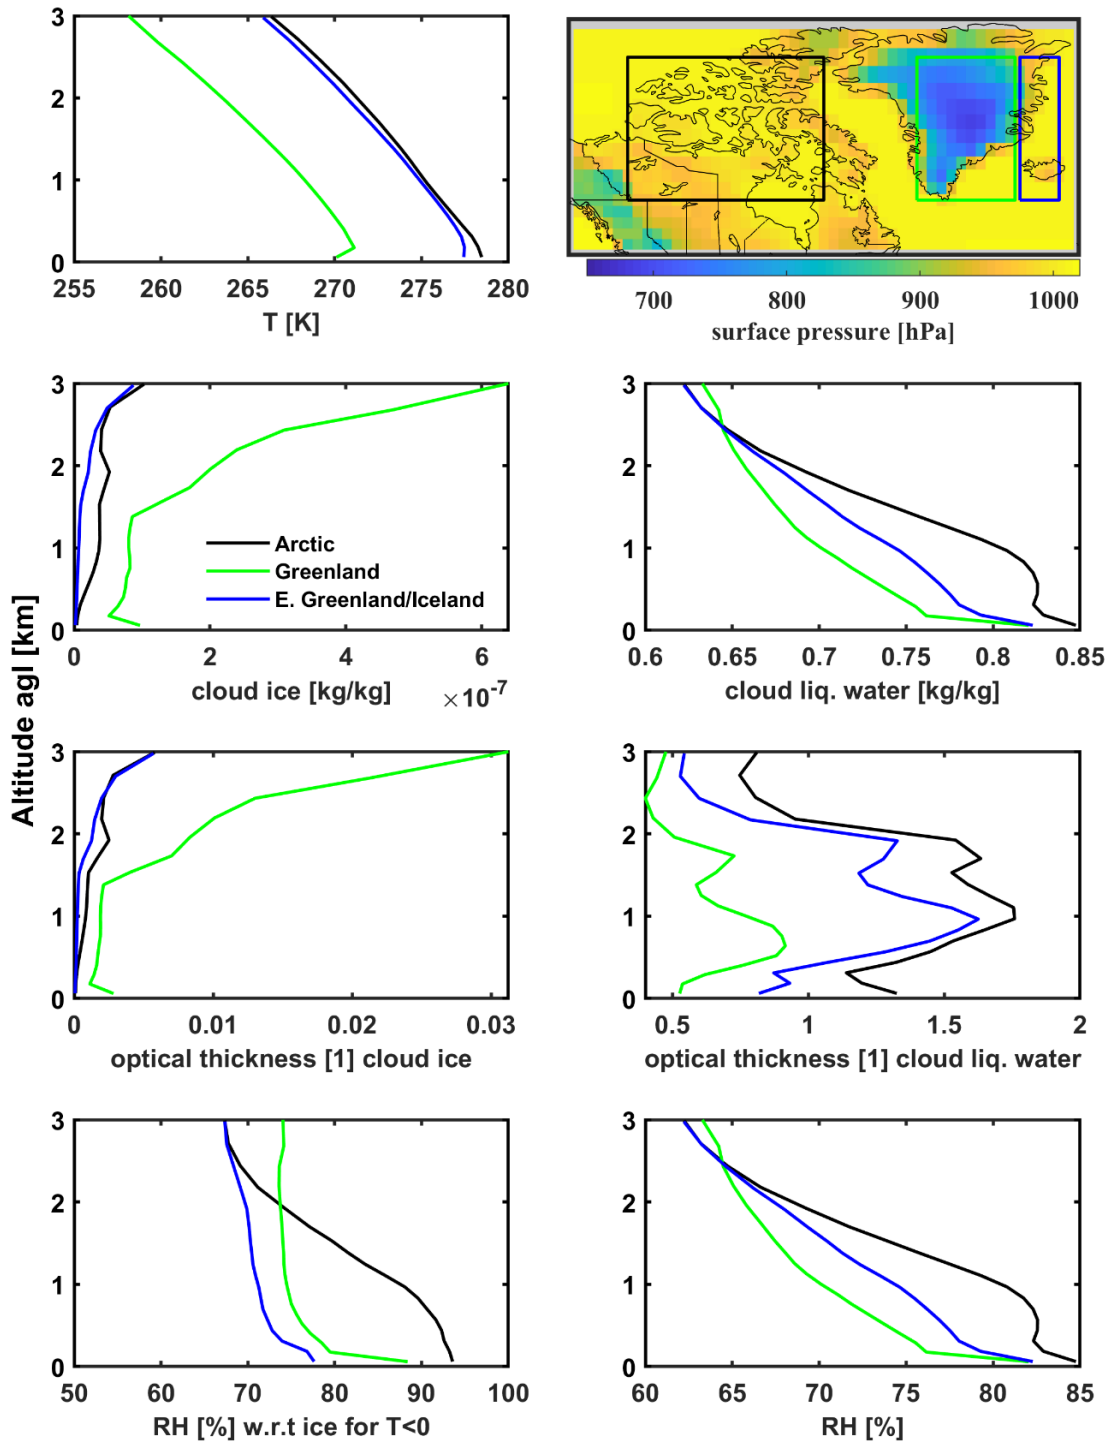 3
2
1
0
255 260 265 270 275 280
T [K]
700 800 900 1000
surface pressure [hPa]
Altitude agl [km]
3
2
1
0
0 2 4 6
cloud ice [kg/kg] ×10-7
Arctic
Greenland
E. Greenland/Iceland
3
2
1
0
0.6 0.65 0.7 0.75 0.8 0.85
cloud liq. water [kg/kg]
3
2
1
0
0 0.01 0.02 0.03
optical thickness [1] cloud ice
3
2
1
0
0.5 1 1.5 2
optical thickness [1] cloud liq. water
3
2
1
0
50 60 70 80 90 100
RH [%] w.r.t ice for T<0
3
2
1
0
60 65 70 75 80 85
RH [%]